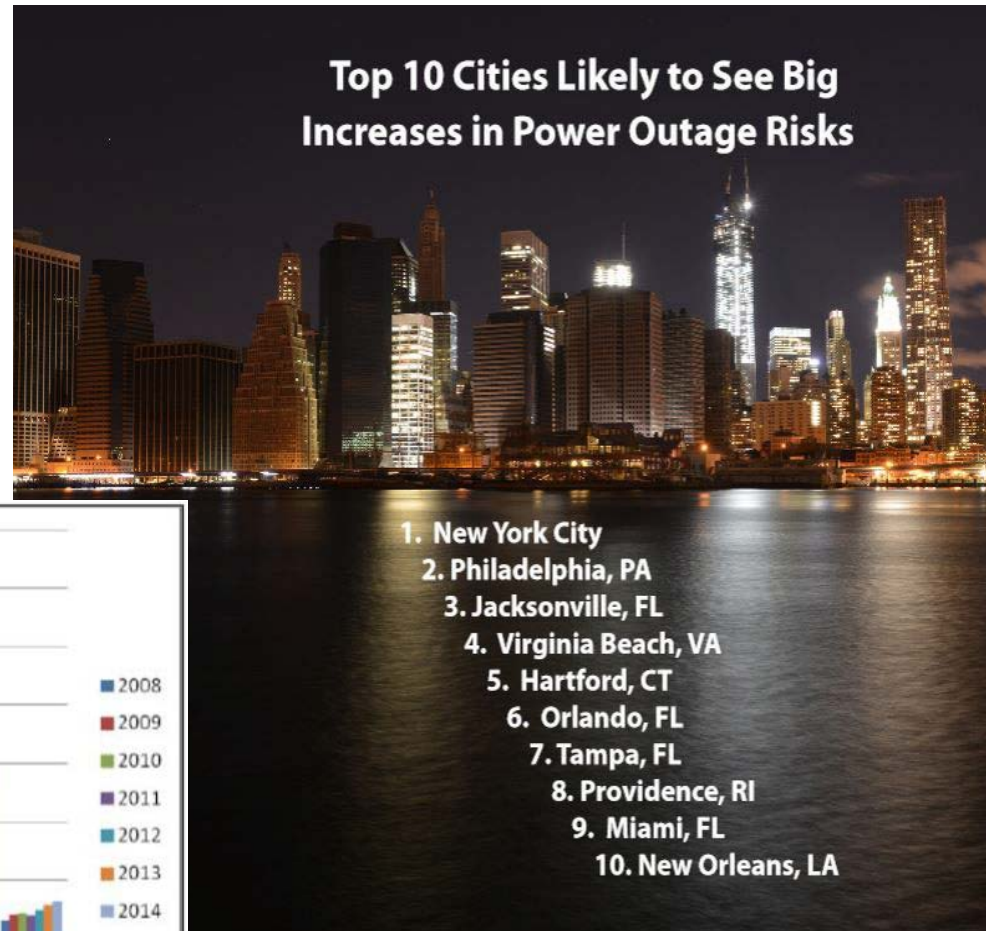 Top 10 Cities Likely to See Big
Increases in Power Outage Risks
1. New York City
2. Philadelphia, PA
3. Jacksonville, FL
4. Virginia Beach, VA
5. Hartford, CT
6. Orlando, FL
7. Tampa, FL
8. Providence, RI
9. Miami, FL
10. New Orleans, LA
2008
2009
2010
2011
2012
2013
2014